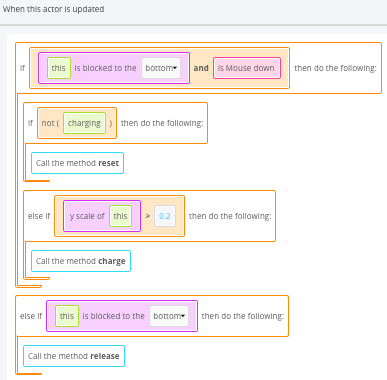 When this actor is updated
if this is blocked to the bottom and is Mouse down then do the following:
if not ( charging ) then do the following:
Call the method reset
else if y scale of this > 0.2 then do the following:
Call the method charge
else if this is blocked to the bottom then do the following:
Call the method release